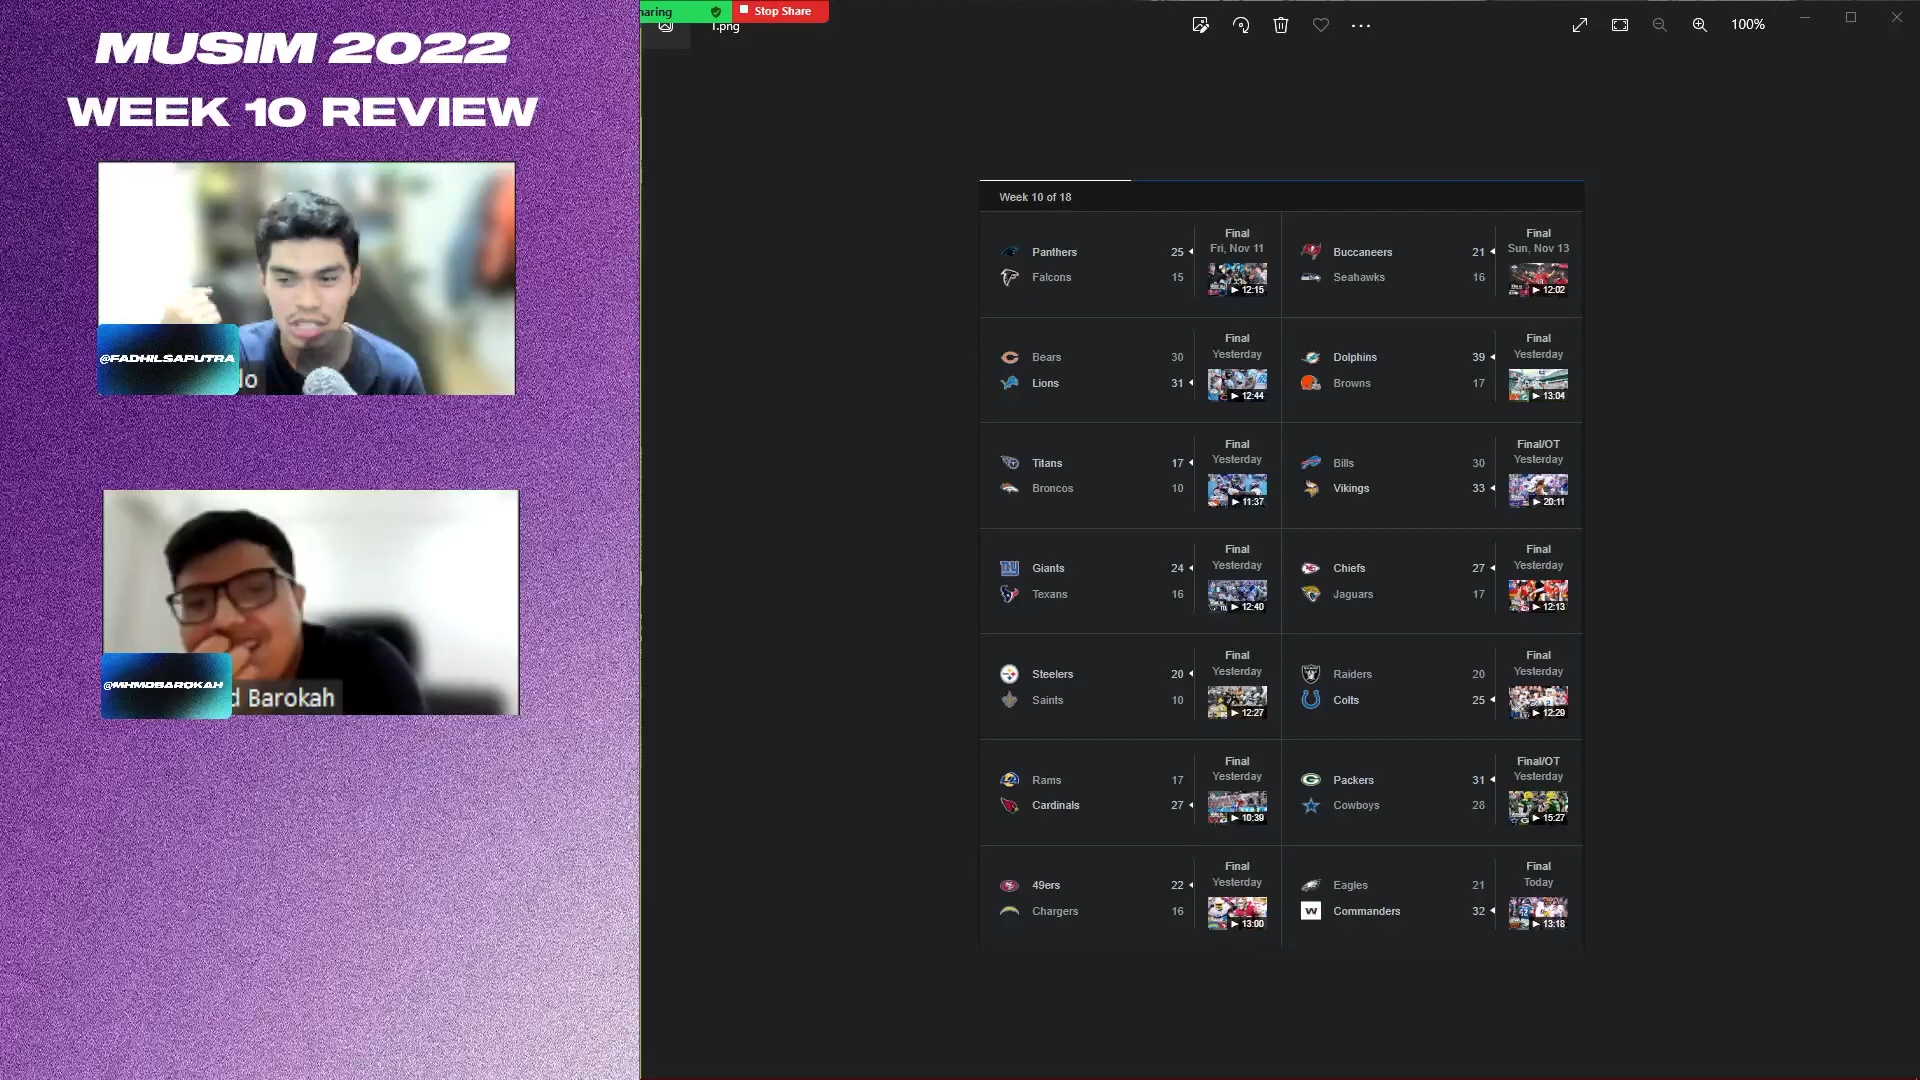 MUSIM 2022
WEEK 10 REVIEW
@FADHILSAPUTRA
do
@MHMDBAROKAH
d Barokah
haring
Stop Share
1.png
100%
Week 10 of 18
Panthers 25
Falcons 15
Final
Fri, Nov 11
12:15
Buccaneers 21
Seahawks 16
Final
Sun, Nov 13
12:02
Bears 30
Lions 31
Final
Yesterday
12:44
Dolphins 39
Browns 17
Final
Yesterday
13:04
Titans 17
Broncos 10
Final
Yesterday
11:37
Bills 30
Vikings 33
Final/OT
Yesterday
20:11
Giants 24
Texans 16
Final
Yesterday
12:40
Chiefs 27
Jaguars 17
Final
Yesterday
12:13
Steelers 20
Saints 10
Final
Yesterday
12:27
Raiders 20
Colts 25
Final
Yesterday
12:29
Rams 17
Cardinals 27
Final
Yesterday
10:39
Packers 31
Cowboys 28
Final/OT
Yesterday
15:27
49ers 22
Chargers 16
Final
Yesterday
13:00
Eagles 21
W Commanders 32
Final
Today
13:18